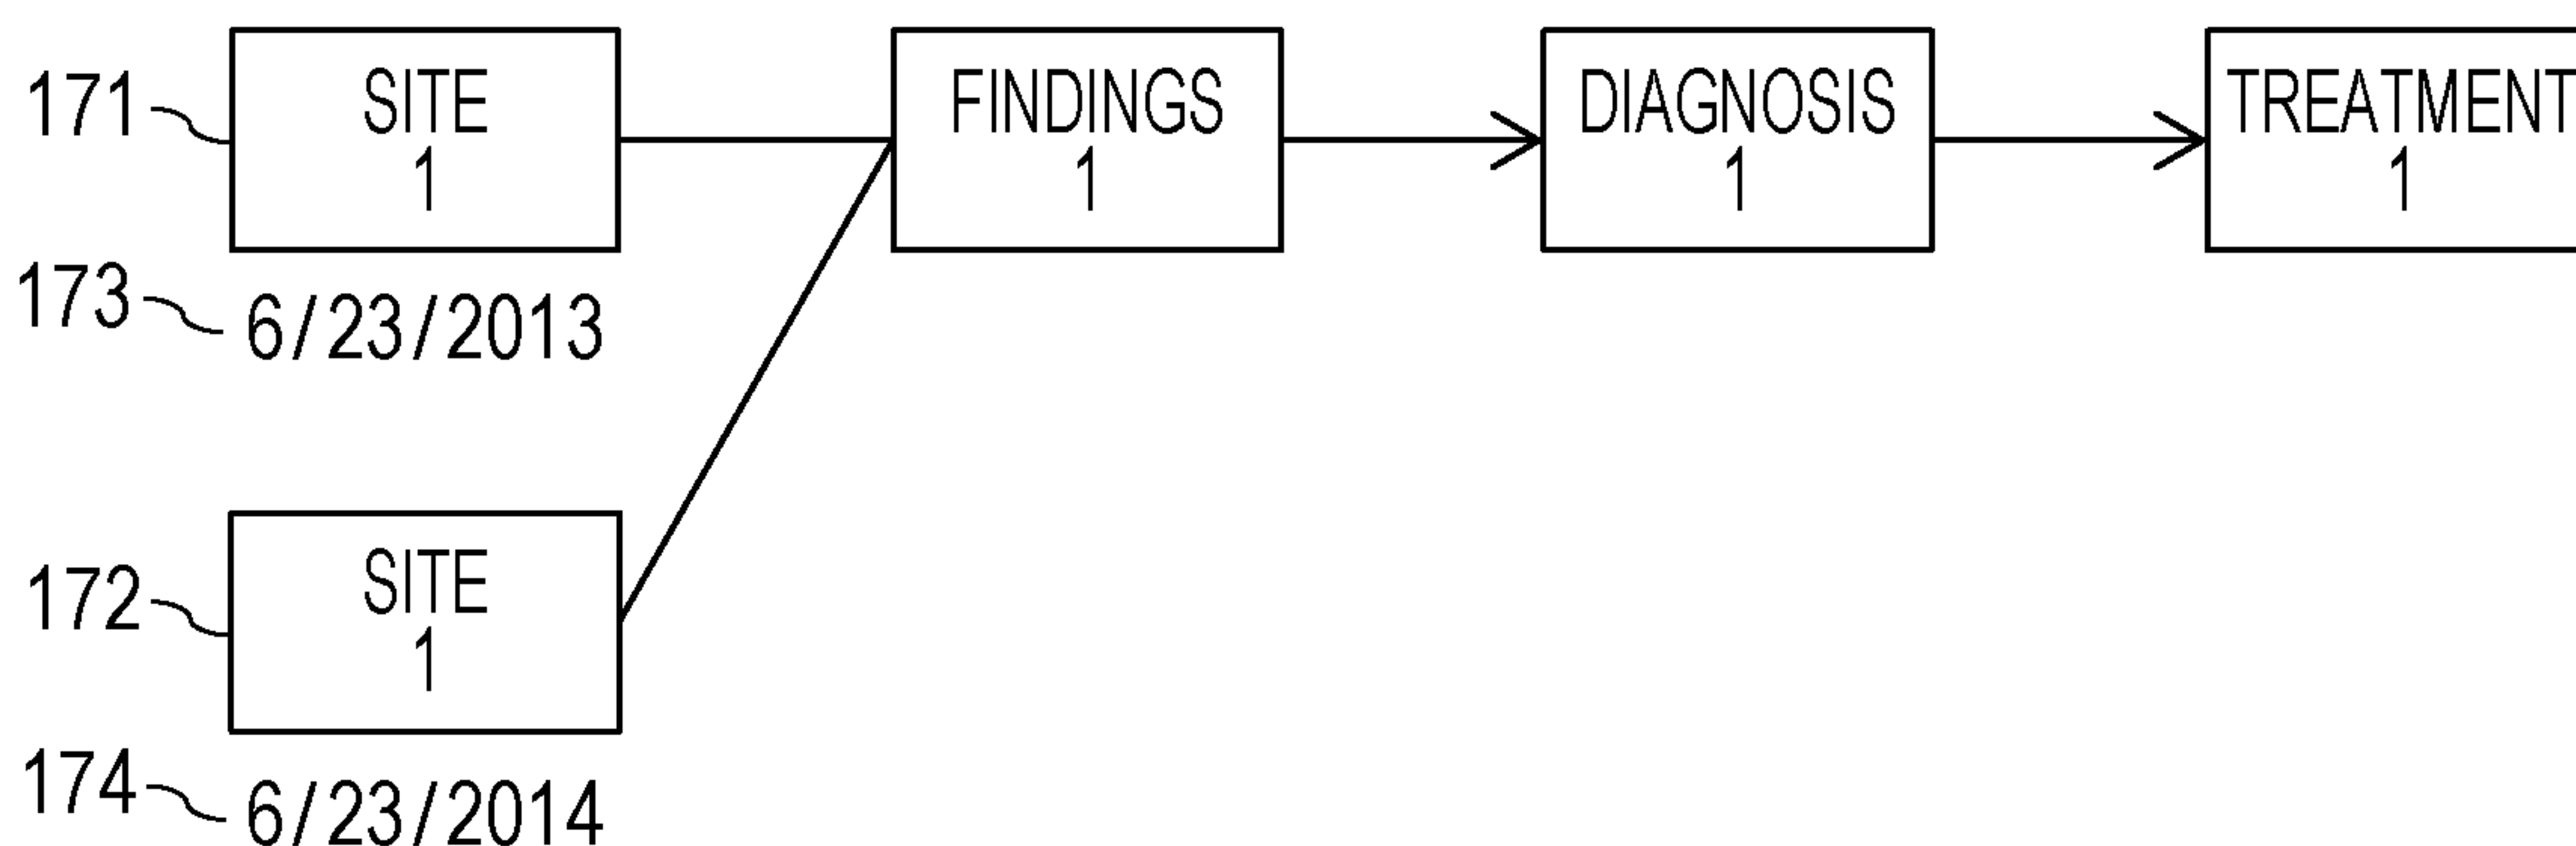 171
SITE
1
FINDINGS
1
DIAGNOSIS
1
TREATMENT
1
173
6/23/2013
172
SITE
1
174
6/23/2014